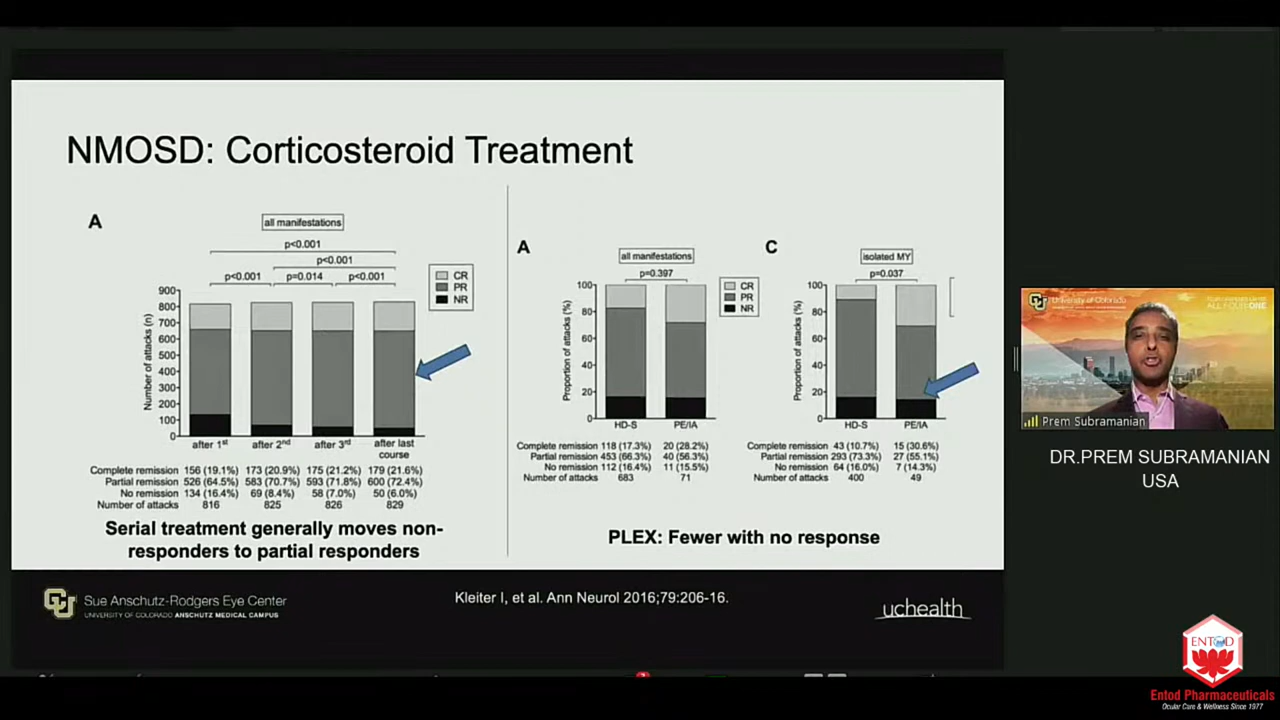 NMOSD: Corticosteroid Treatment
A
all manifestations
p<0.001
p<0.001
p<0.001 p=0.014 p<0.001
CR
PR
NR
Number of attacks (n)
900
800
700
600
500
400
300
200
100
0
after 1st after 2nd after 3rd after last course
Complete remission 156 (19.1%) 173 (20.9%) 175 (21.2%) 179 (21.6%)
Partial remission 526 (64.5%) 583 (70.7%) 593 (71.8%) 600 (72.4%)
No remission 134 (16.4%) 69 (8.4%) 58 (7.0%) 50 (6.0%)
Number of attacks 816 825 826 829
Serial treatment generally moves non-
responders to partial responders
A
all manifestations
p=0.397
CR
PR
NR
Proportion of attacks (%)
100
80
60
40
20
0
HD-S PE/IA
Complete remission 118 (17.3%) 20 (28.2%)
Partial remission 453 (66.3%) 40 (56.3%)
No remission 112 (16.4%) 11 (15.5%)
Number of attacks 683 71
C
isolated MY
p=0.037
Proportion of attacks (%)
100
80
60
40
20
0
HD-S PE/IA
Complete remission 43 (10.7%) 15 (30.6%)
Partial remission 293 (73.3%) 27 (55.1%)
No remission 64 (16.0%) 7 (14.3%)
Number of attacks 400 49
PLEX: Fewer with no response
Sue Anschutz-Rodgers Eye Center
UNIVERSITY OF COLORADO ANSCHUTZ MEDICAL CAMPUS
Kleiter I, et al. Ann Neurol 2016;79:206-16.
uchealth
University of Colorado
ALL FOUR ONE
Prem Subramanian
DR.PREM SUBRAMANIAN
USA
ENTOD
Entod Pharmaceuticals
Ocular Care & Wellness Since 1977